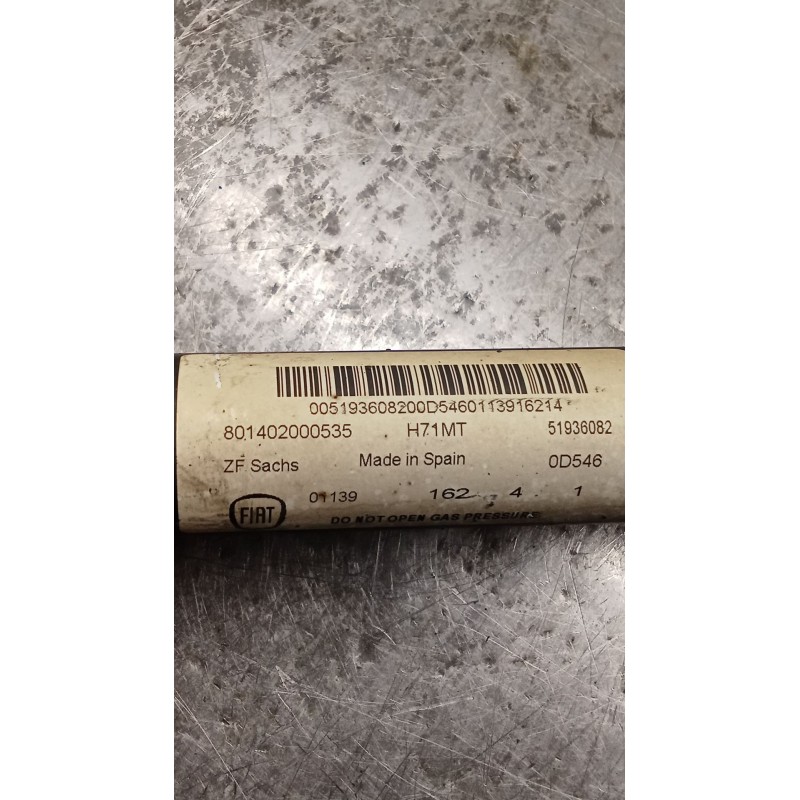 005193608200D5460113916214
801402000535 H71MT 51936082
ZF Sachs Made in Spain 0D546
01139 162 4 1
FIAT
DO NOT OPEN GAS PRESSURE